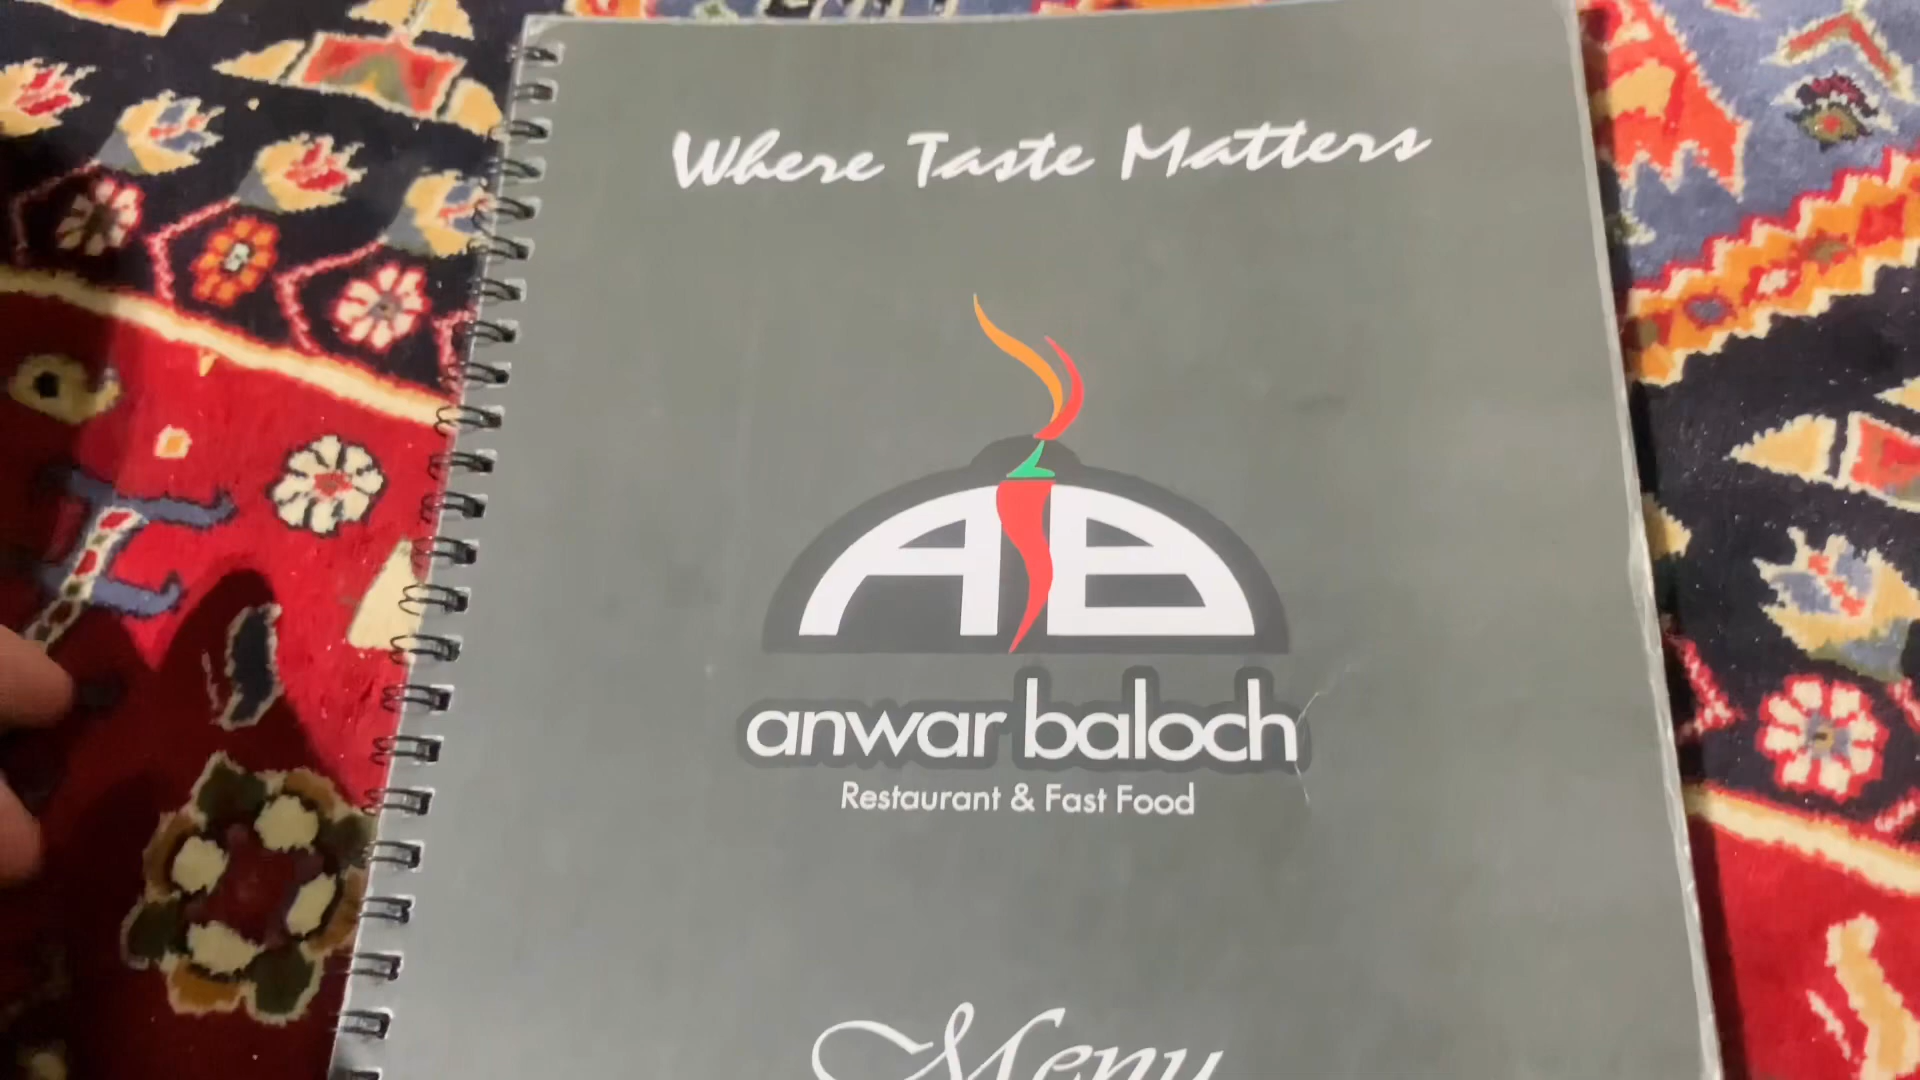 Where Taste Matters
AB
anwar baloch
Restaurant & Fast Food
Menu